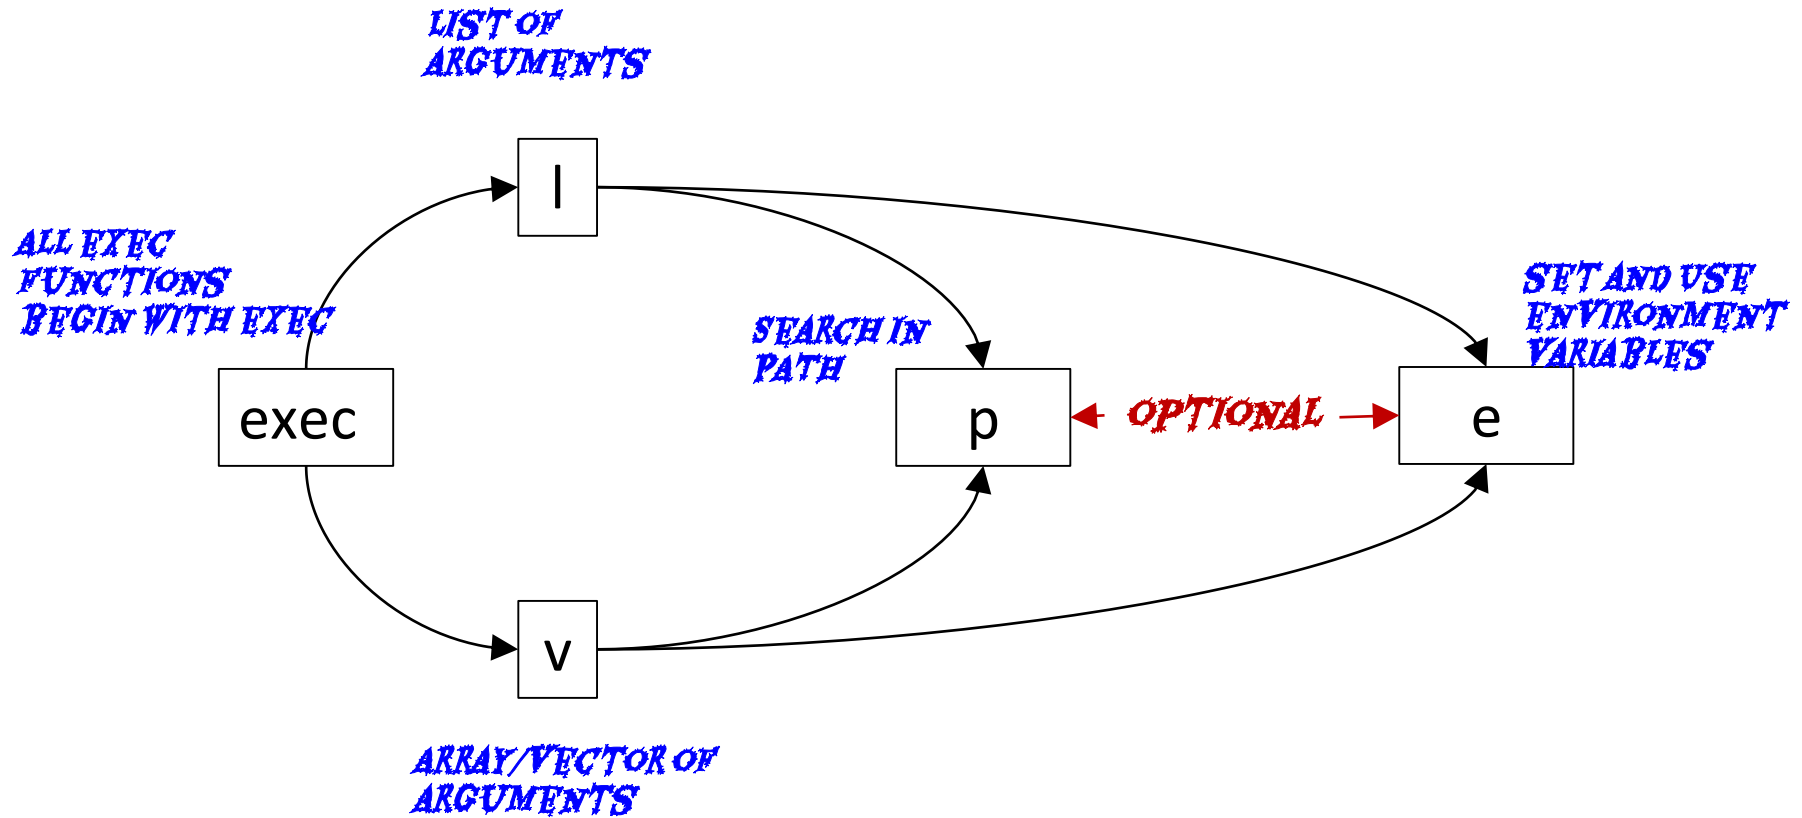 LIST OF
ARGUMENTS
l
ALL EXEC
FUNCTIONS
BEGIN WITH EXEC
SEARCH IN
PATH
SET AND USE
ENVIRONMENT
VARIABLES
exec
p
OPTIONAL
e
v
ARRAY/VECTOR OF
ARGUMENTS